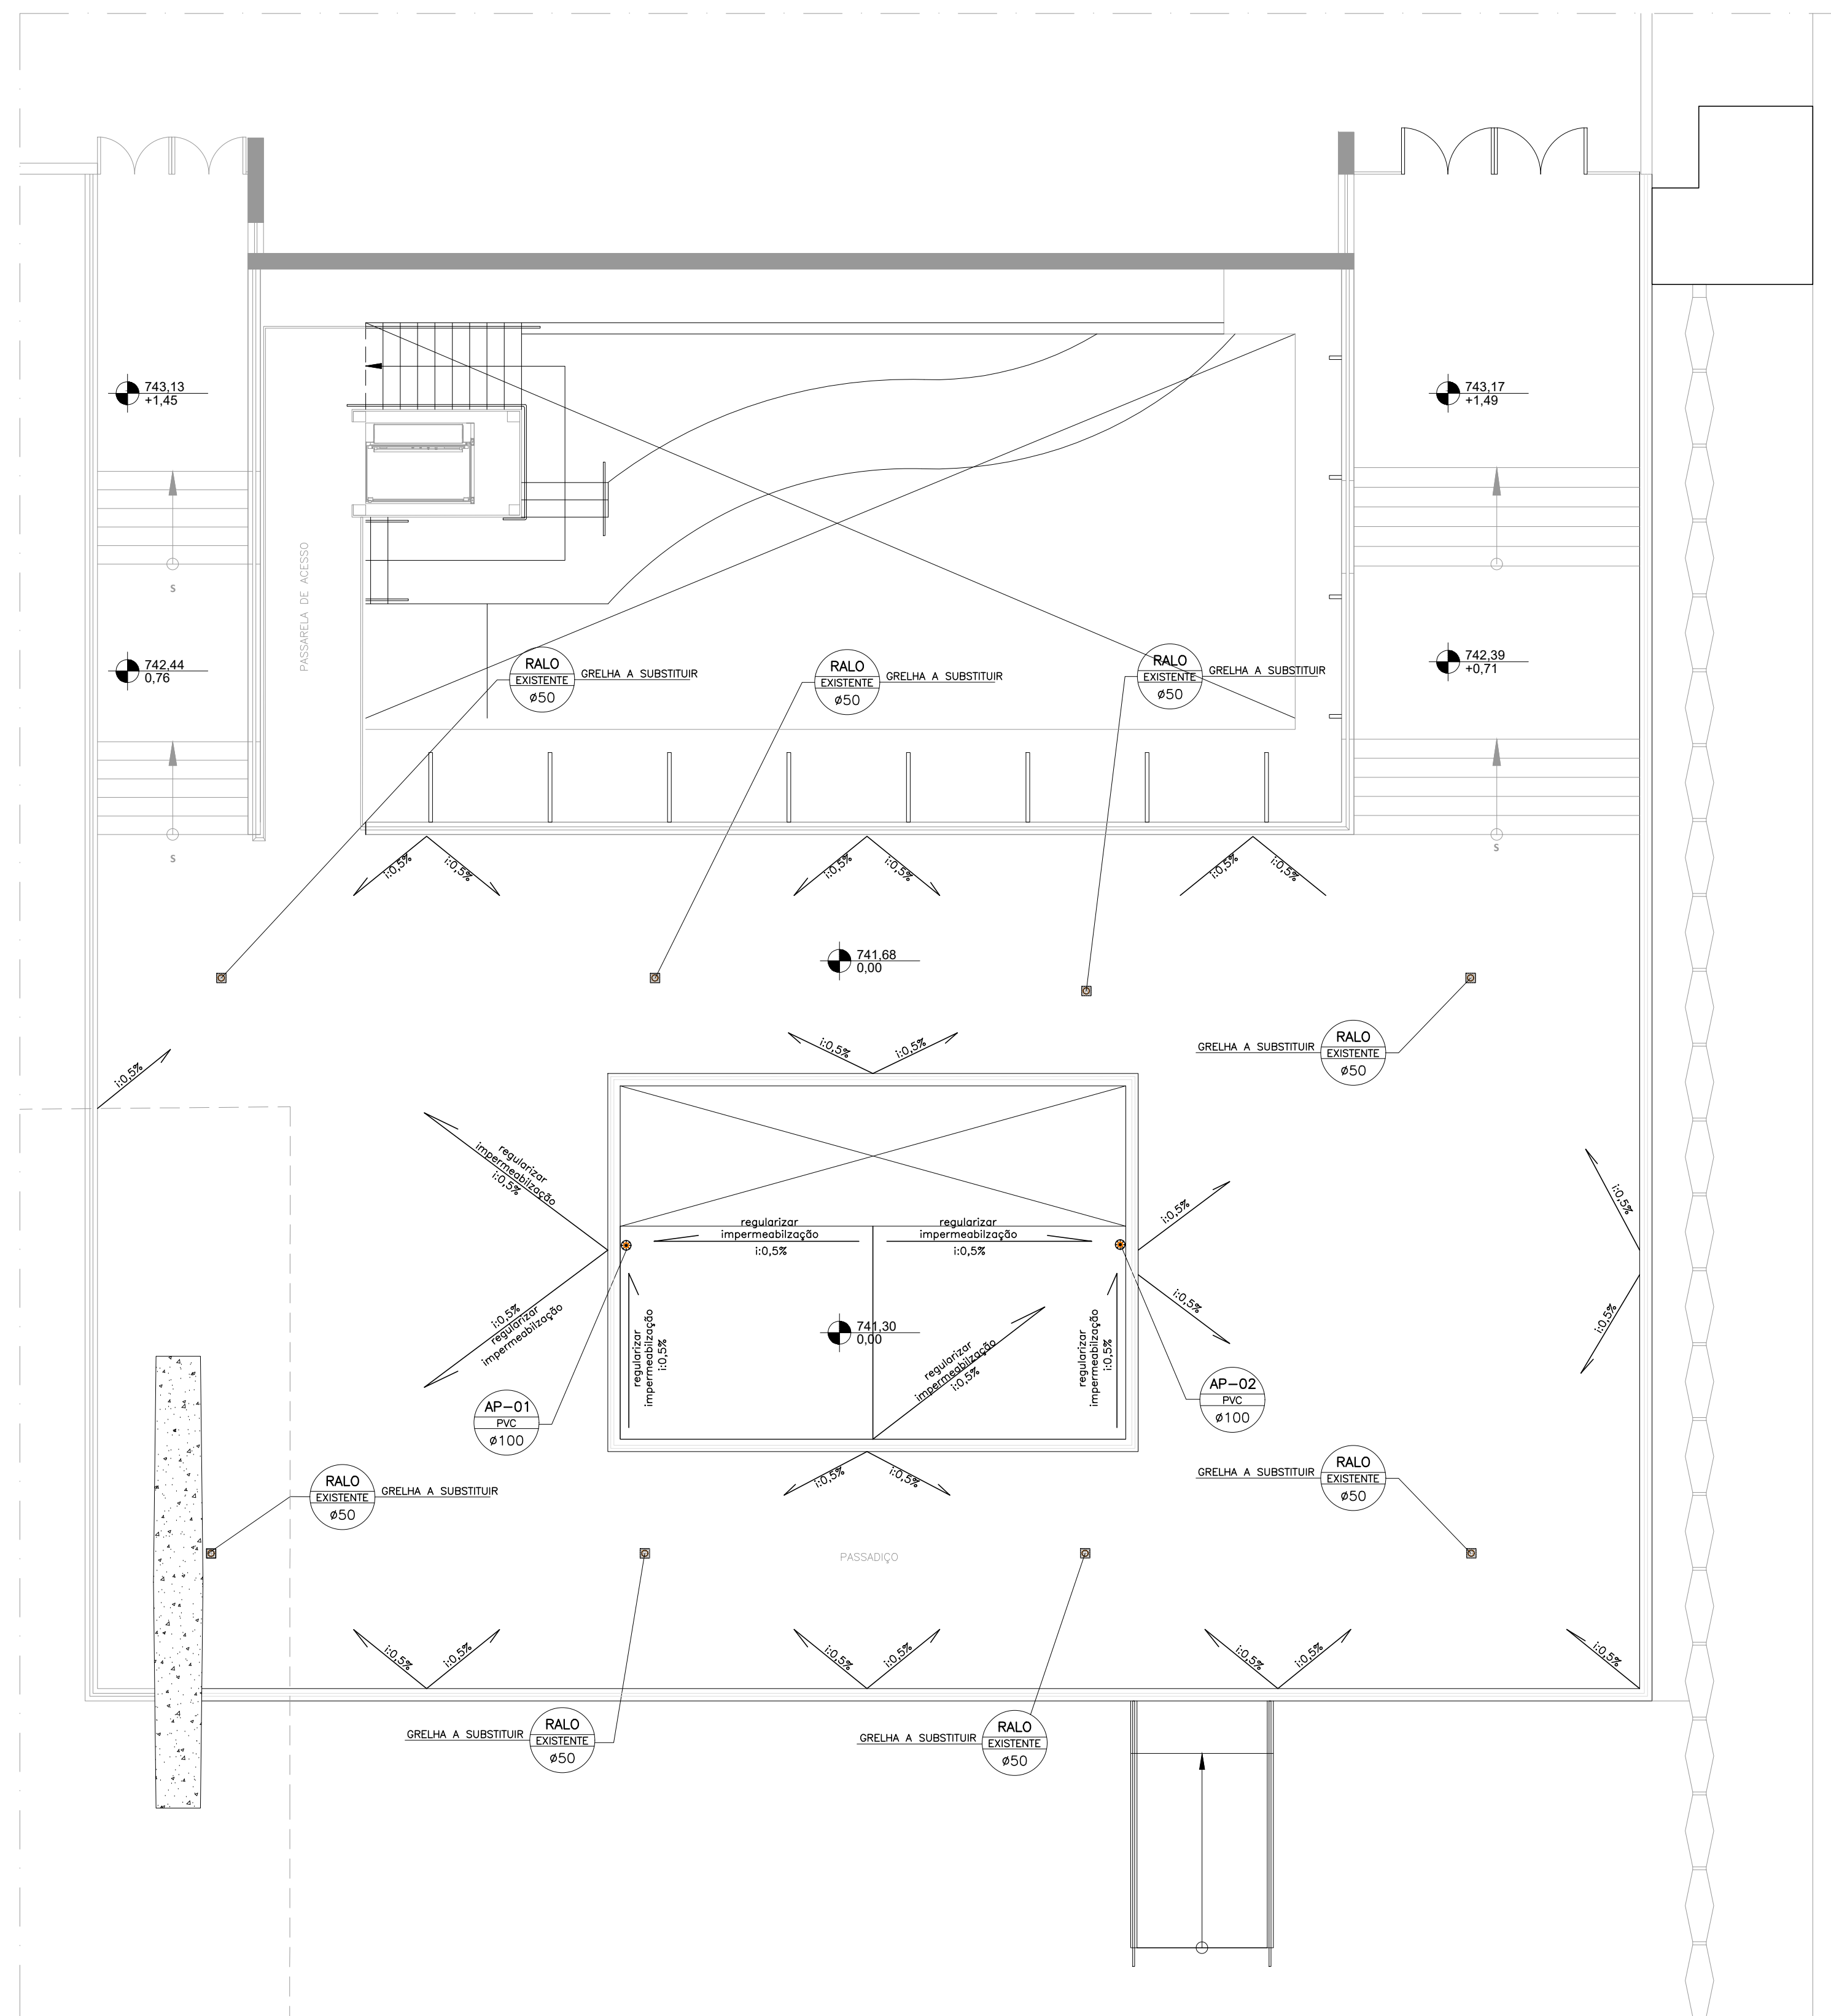 743,13
+1,45
743,17
+1,49
PASSARELA DE ACESSO
S
742,44
0,76
742,39
+0,71
RALO
EXISTENTE
ø50
GRELHA A SUBSTITUIR
RALO
EXISTENTE
ø50
GRELHA A SUBSTITUIR
RALO
EXISTENTE
ø50
GRELHA A SUBSTITUIR
S
S
i:0,5%
i:0,5%
i:0,5%
i:0,5%
i:0,5%
i:0,5%
741,68
0,00
i:0,5%
i:0,5%
i:0,5%
GRELHA A SUBSTITUIR
RALO
EXISTENTE
ø50
regularizar
impermeabilzação
i:0,5%
regularizar
impermeabilzação
i:0,5%
regularizar
impermeabilzação
i:0,5%
i:0,5%
i:0,5%
i:0,5%
regularizar
impermeabilzação
i:0,5%
i:0,5%
regularizar
impermeabilzação
i:0,5%
741,30
0,00
regularizar
impermeabilzação
i:0,5%
regularizar
impermeabilzação
i:0,5%
AP-01
PVC
ø100
AP-02
PVC
ø100
i:0,5%
i:0,5%
RALO
EXISTENTE
ø50
GRELHA A SUBSTITUIR
GRELHA A SUBSTITUIR
RALO
EXISTENTE
ø50
PASSADIÇO
i:0,5%
i:0,5%
i:0,5%
i:0,5%
i:0,5%
i:0,5%
i:0,5%
GRELHA A SUBSTITUIR
RALO
EXISTENTE
ø50
GRELHA A SUBSTITUIR
RALO
EXISTENTE
ø50